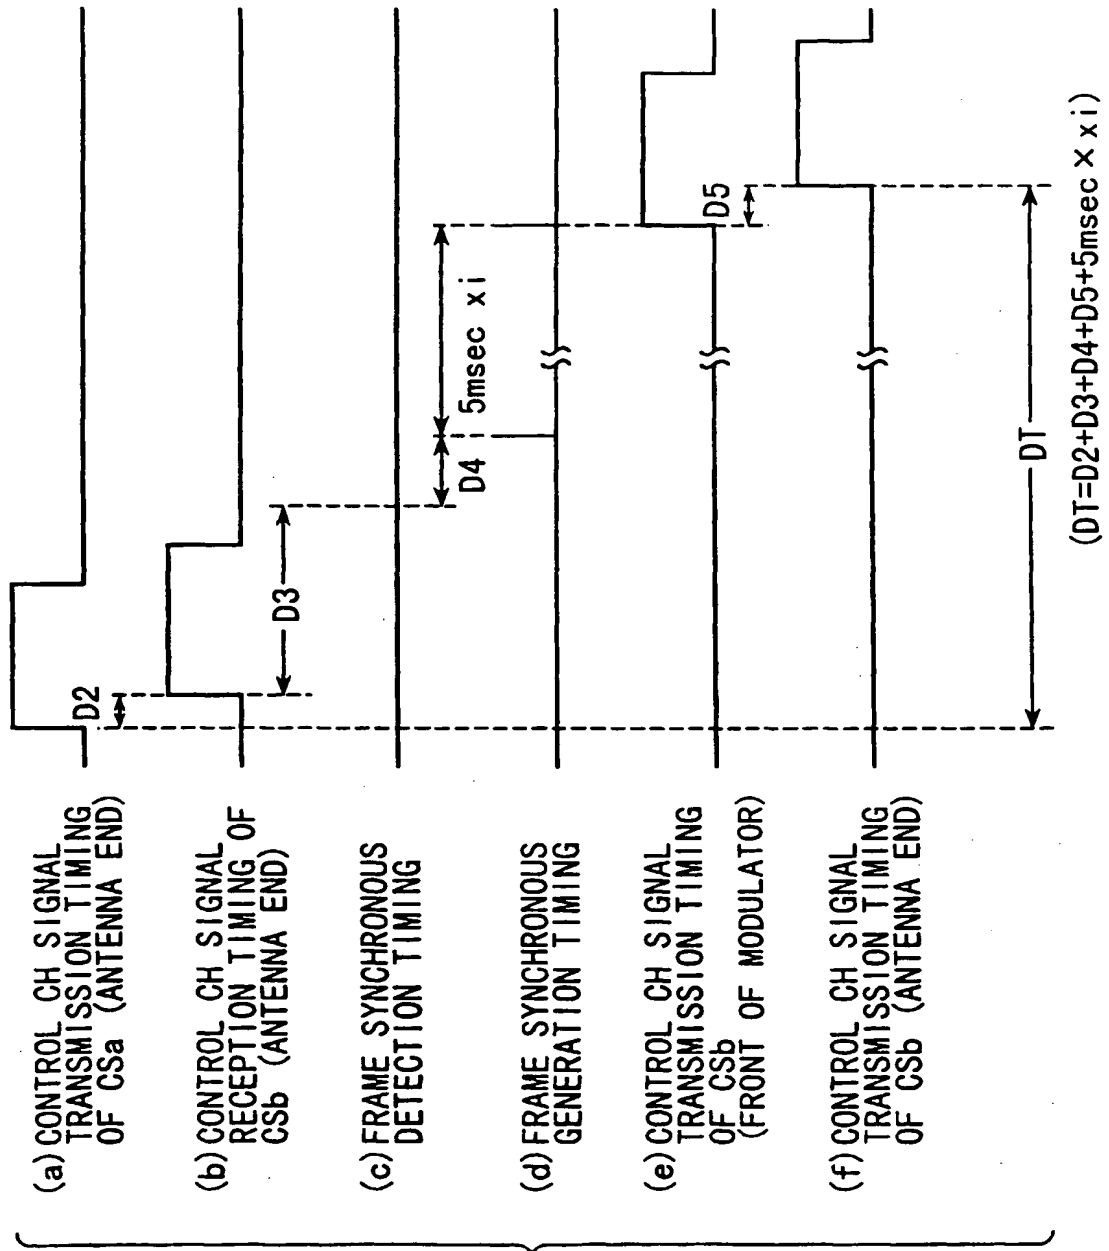 (a) CONTROL CH SIGNAL
TRANSMISSION TIMING
OF CSa (ANTENNA END)
D2
(b) CONTROL CH SIGNAL
RECEPTION TIMING OF
CSb (ANTENNA END)
D3
(c) FRAME SYNCHRONOUS
DETECTION TIMING
D4
5msec xi
(d) FRAME SYNCHRONOUS
GENERATION TIMING
(e) CONTROL CH SIGNAL
TRANSMISSION TIMING
OF CSb
(FRONT OF MODULATOR)
D5
(f) CONTROL CH SIGNAL
TRANSMISSION TIMING
OF CSb (ANTENNA END)
DT
(DT=D2+D3+D4+D5+5msec × xi)